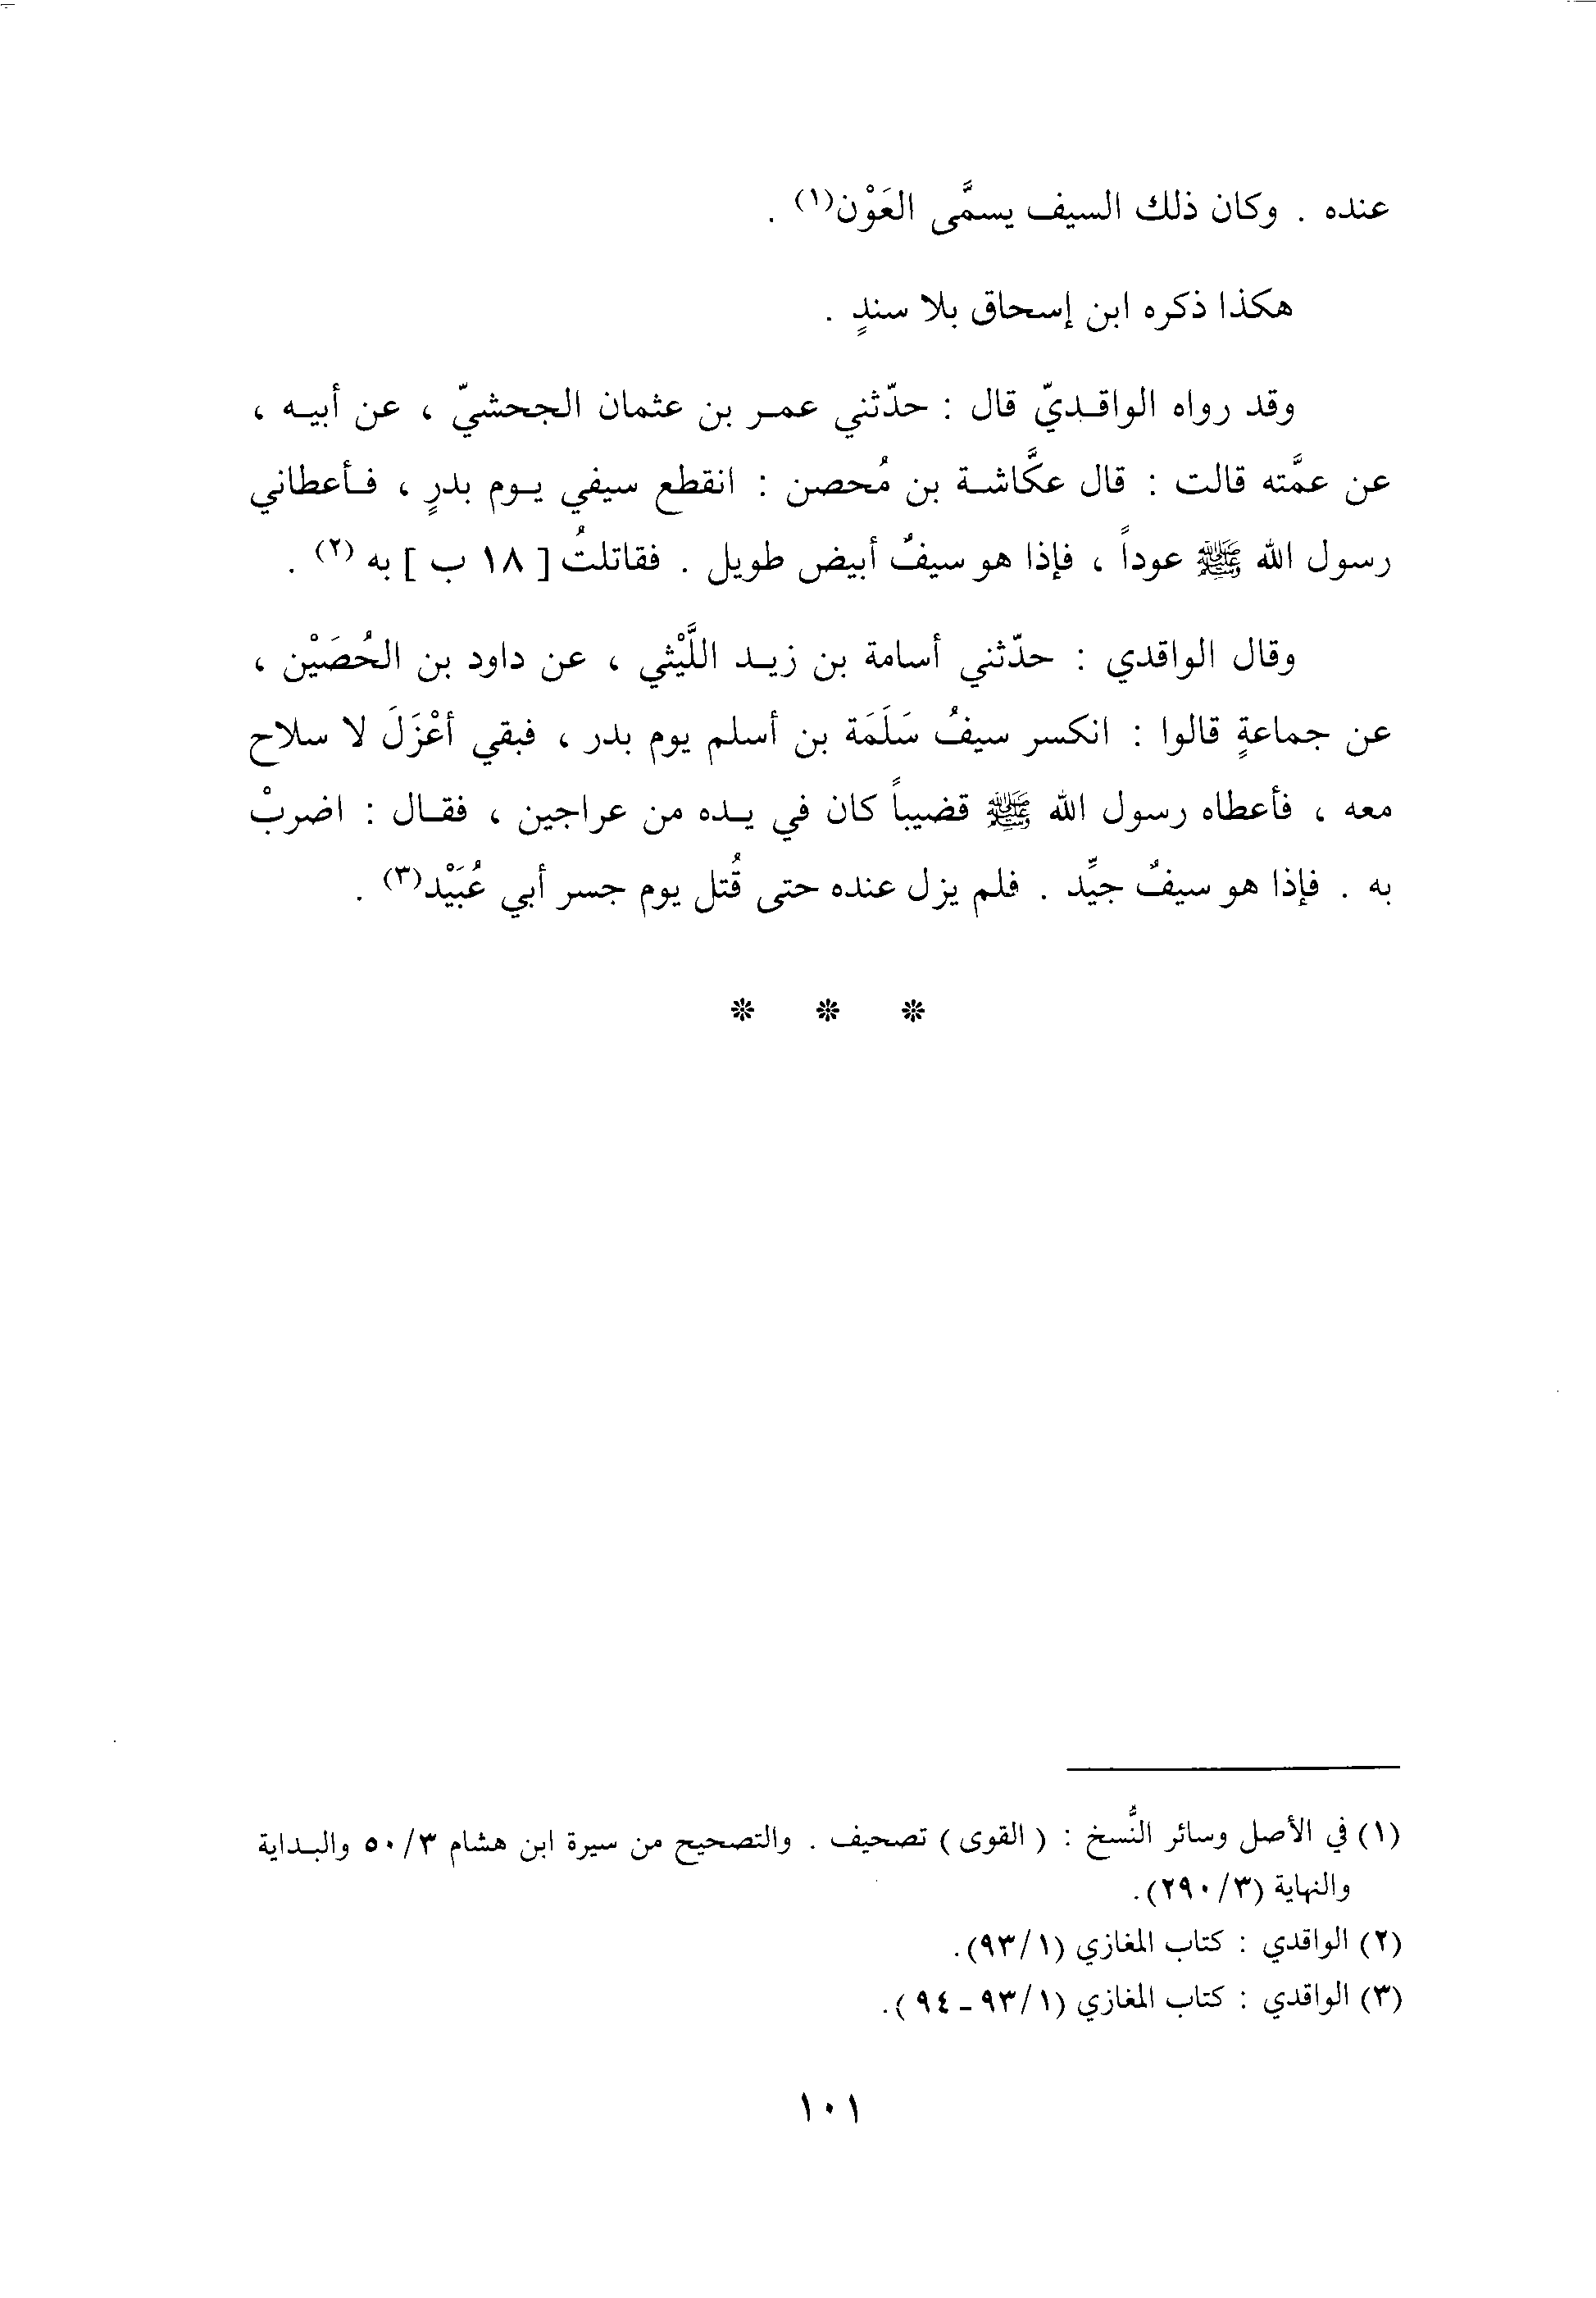 عنده . وكان ذلك السيف يسمَّى العَوْن(١) .
هكذا ذكره ابن إسحاق بلا سندٍ .
وقد رواه الواقديّ قال : حدّثني عمر بن عثمان الجحشيّ ، عن أبيه ،
عن عمَّته قالت : قال عكَّاشة بن مُحصن : انقطع سيفي يوم بدرٍ ، فأعطاني
رسول الله ﷺ عوداً ، فإذا هو سيفٌ أبيض طويل . فقاتلتُ [ ١٨ ب ] به (٢) .
وقال الواقدي : حدّثني أسامة بن زيد اللَّيْثي ، عن داود بن الحُصَيْن ،
عن جماعةٍ قالوا : انكسر سيفُ سَلَمَة بن أسلم يوم بدر ، فبقي أعْزَلَ لا سلاح
معه ، فأعطاه رسول الله ﷺ قضيباً كان في يده من عراجين ، فقال : اضربْ
به . فإذا هو سيفٌ جيِّد . فلم يزل عنده حتى قُتل يوم جسر أبي عُبَيْد(٣) .
* * *
(١) في الأصل وسائر النُّسخ : ( القوى ) تصحيف . والتصحيح من سيرة ابن هشام ٥٠/٣ والبداية
والنهاية (٢٩٠/٣).
(٢) الواقدي : كتاب المغازي (٩٣/١).
(٣) الواقدي : كتاب المغازي (٩٣/١ - ٩٤).
١٠١